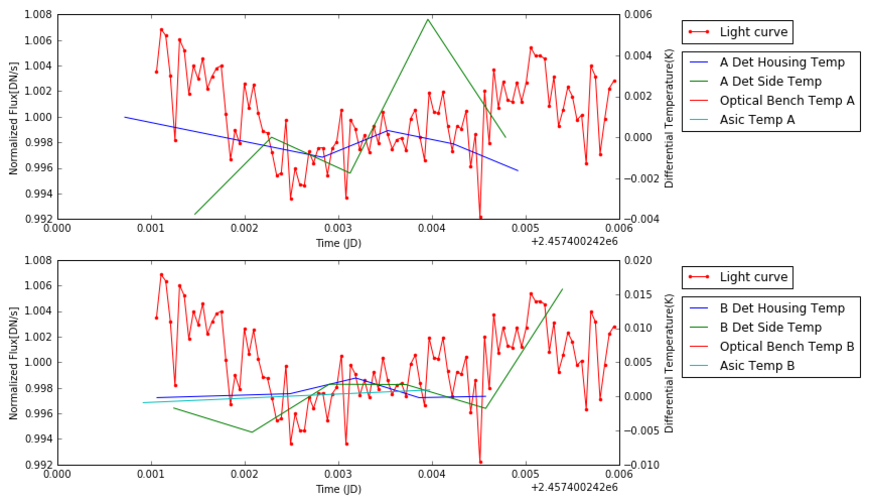 1.008
1.006
1.004
1.002
1.000
0.998
0.996
0.994
0.992
Normalized Flux[DN/s]
0.000
0.001
0.002
0.003
0.004
0.005
0.006
Time (JD)
+2.457400242e6
0.006
0.004
0.002
0.000
−0.002
−0.004
Differential Temperature(K)
Light curve
A Det Housing Temp
A Det Side Temp
Optical Bench Temp A
Asic Temp A
1.008
1.006
1.004
1.002
1.000
0.998
0.996
0.994
0.992
Normalized Flux[DN/s]
0.000
0.001
0.002
0.003
0.004
0.005
0.006
Time (JD)
+2.457400242e6
0.020
0.015
0.010
0.005
0.000
−0.005
−0.010
Differential Temperature(K)
Light curve
B Det Housing Temp
B Det Side Temp
Optical Bench Temp B
Asic Temp B